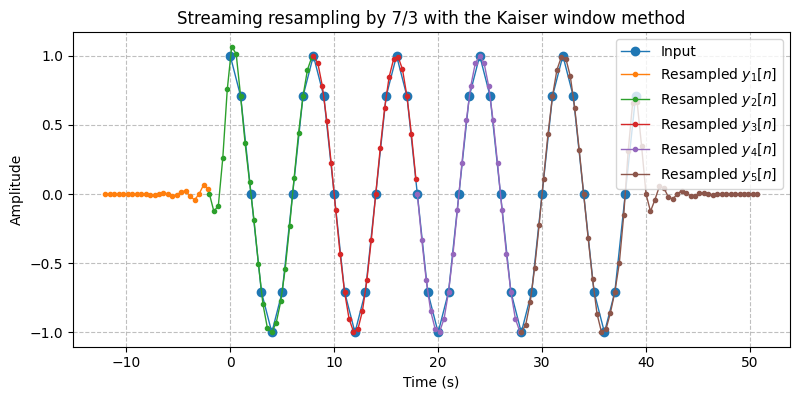 Streaming resampling by 7/3 with the Kaiser window method
Input
Resampled y₁[n]
Resampled y₂[n]
Resampled y₃[n]
Resampled y₄[n]
Resampled y₅[n]
Amplitude
1.0
0.5
0.0
−0.5
−1.0
−10
0
10
20
30
40
50
Time (s)